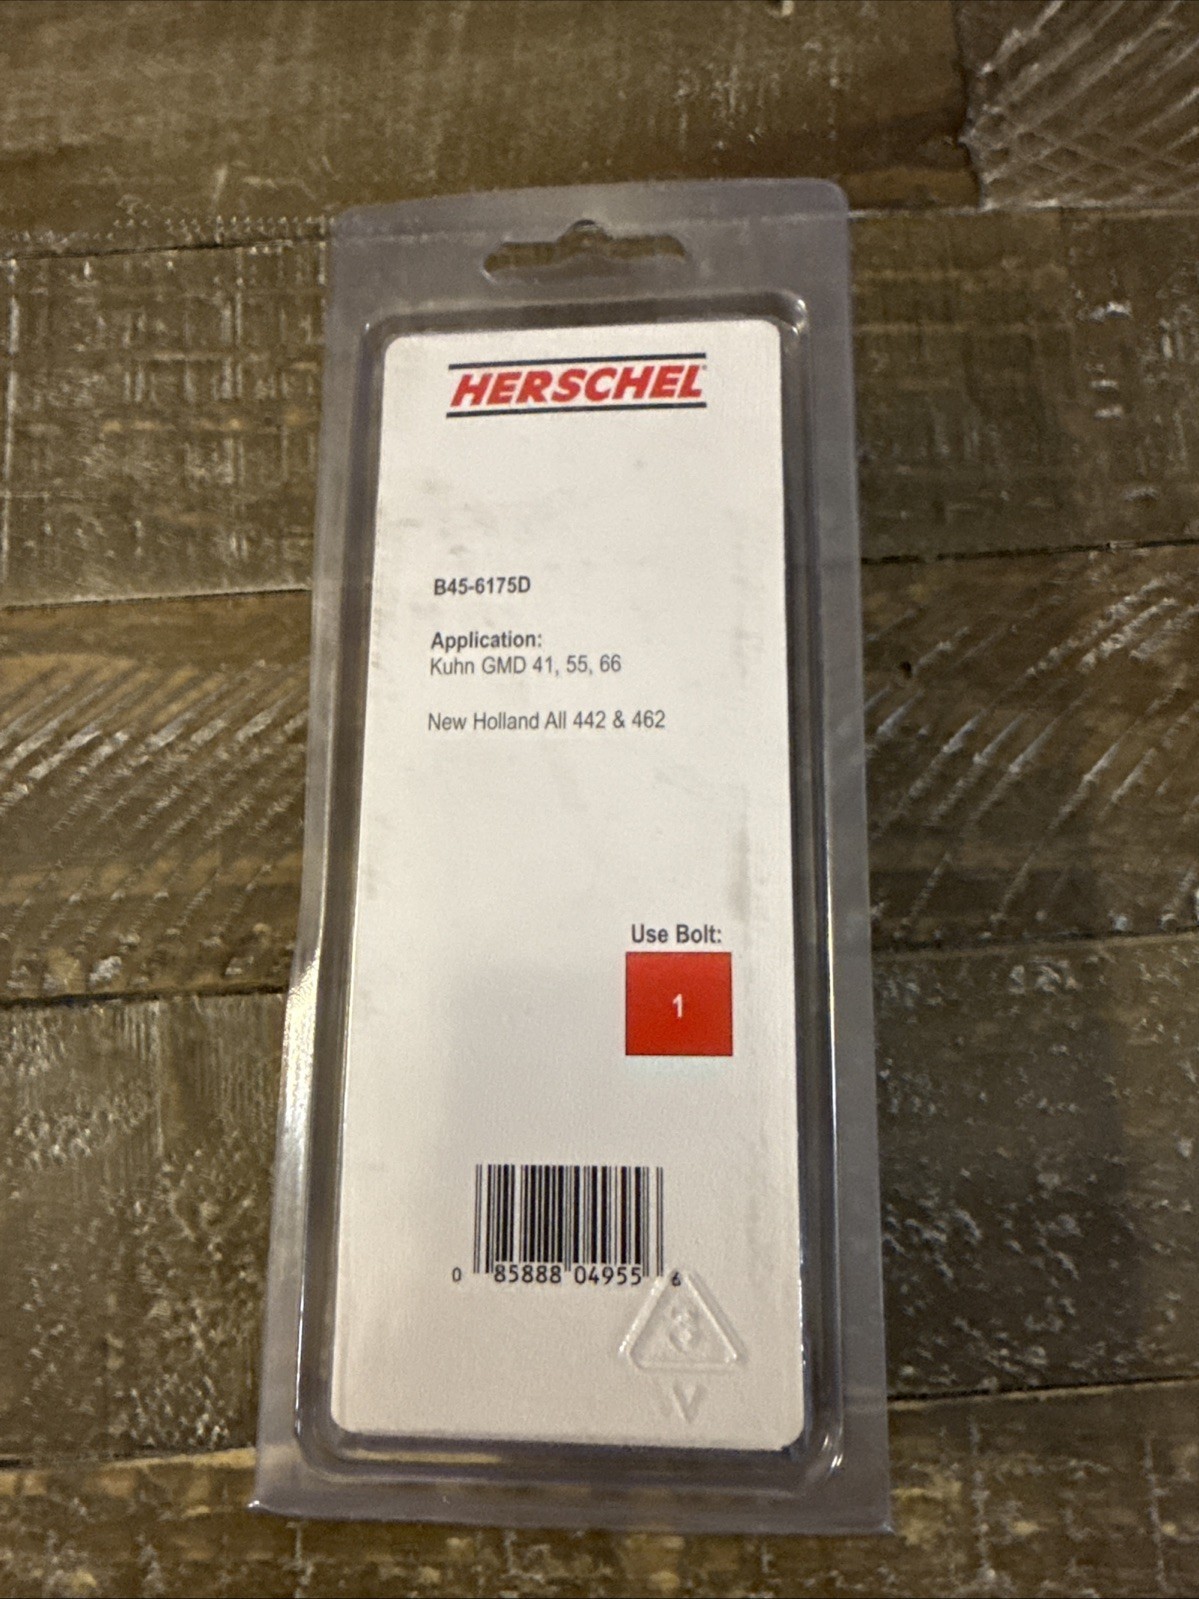 HERSCHEL
B45-6175D
Application:
Kuhn GMD 41, 55, 66
New Holland All 442 & 462
Use Bolt:
1
0 85888 04955 6
3
V